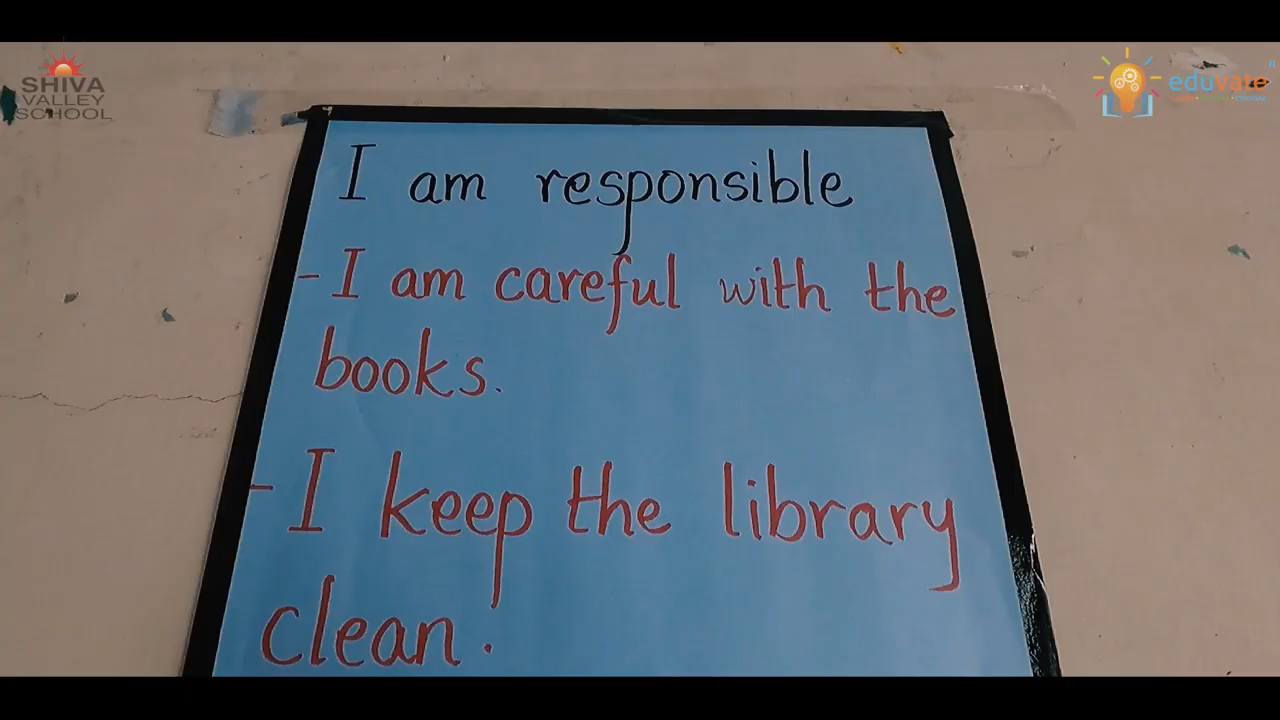 SHIVA
VALLEY
SCHOOL
eduvate
I am responsible
- I am careful with the
books.
- I keep the library
clean.